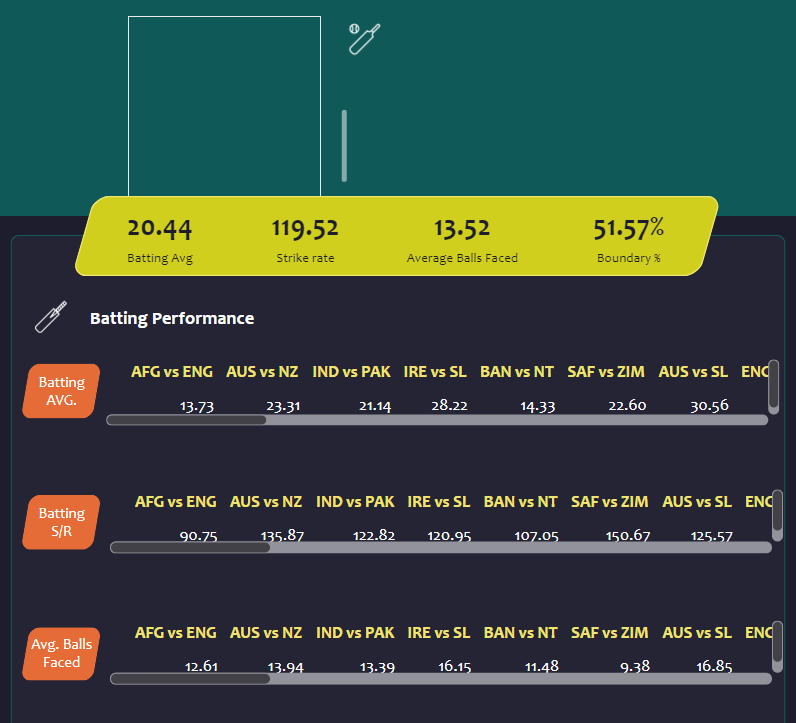 20.44 119.52 13.52 51.57%
Batting Avg Strike rate Average Balls Faced Boundary %
Batting Performance
AFG vs ENG AUS vs NZ IND vs PAK IRE vs SL BAN vs NT SAF vs ZIM AUS vs SL ENG
Batting
AVG.
13.73 23.31 21.14 28.22 14.33 22.60 30.56
AFG vs ENG AUS vs NZ IND vs PAK IRE vs SL BAN vs NT SAF vs ZIM AUS vs SL ENG
Batting
S/R
90.75 135.87 122.82 120.95 107.05 150.67 125.57
AFG vs ENG AUS vs NZ IND vs PAK IRE vs SL BAN vs NT SAF vs ZIM AUS vs SL ENG
Avg. Balls
Faced
12.61 13.94 13.39 16.15 11.48 9.38 16.85